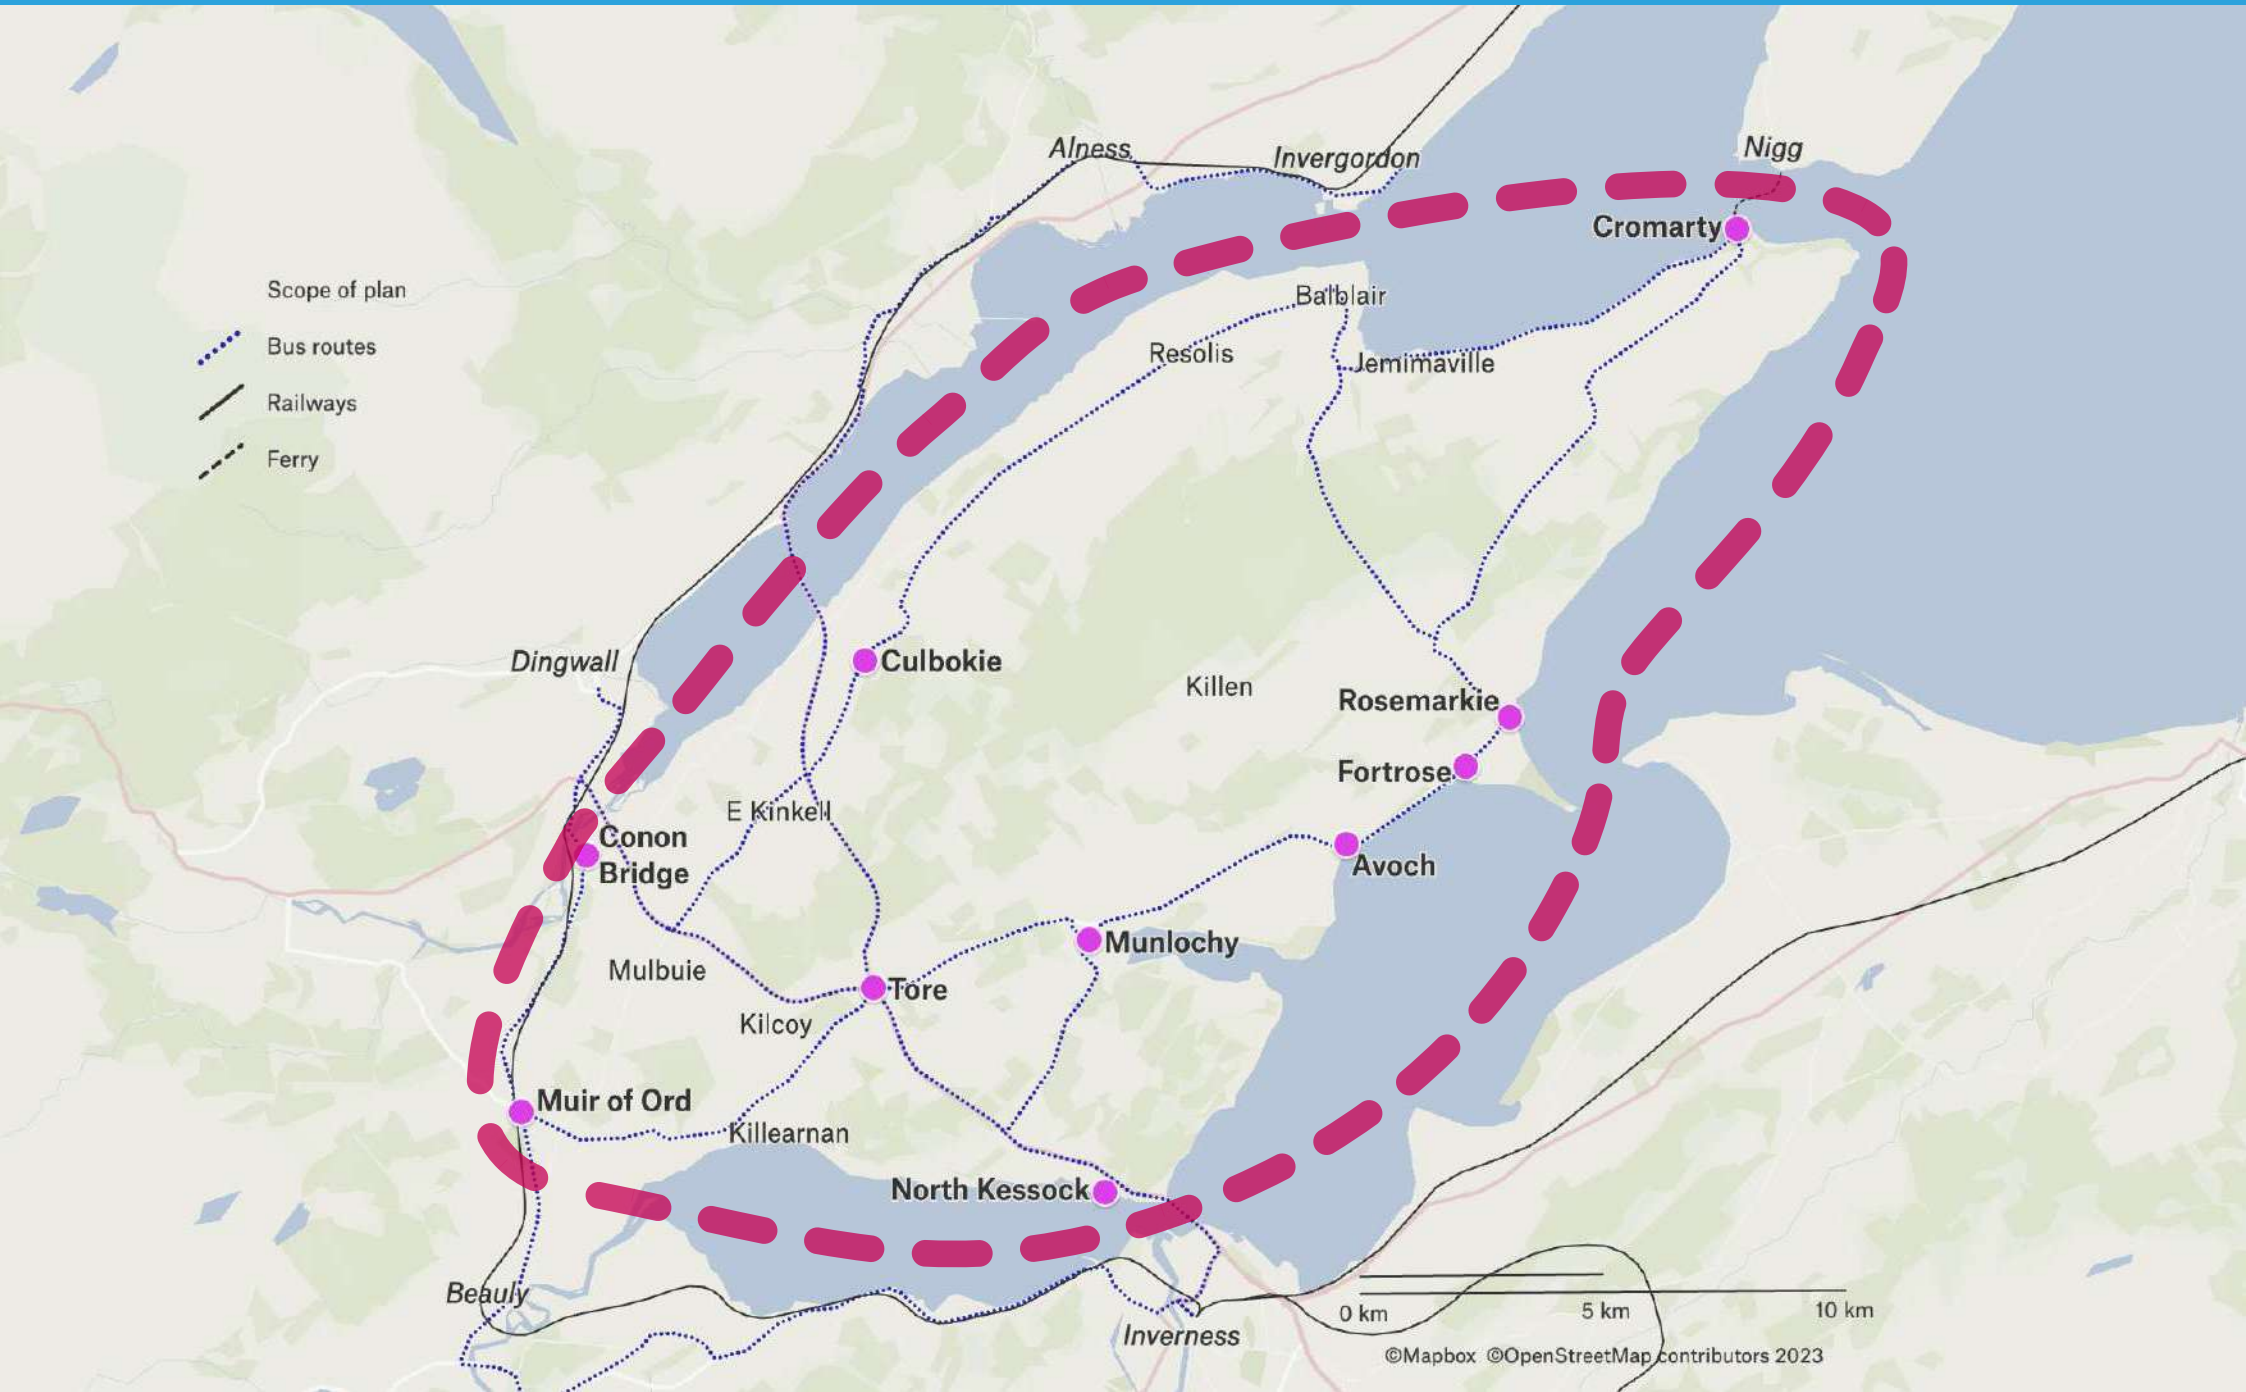 Alness
Invergordon
Nigg
Cromarty
Scope of plan
Bus routes
Railways
Ferry
Balblair
Resolis
Jemimaville
Dingwall
Culbokie
Killen
Rosemarkie
Fortrose
E Kinkell
Conon
Bridge
Avoch
Munlochy
Mulbuie
Tore
Kilcoy
Muir of Ord
Killearnan
North Kessock
Beauly
Inverness
0 km
5 km
10 km
©Mapbox ©OpenStreetMap contributors 2023